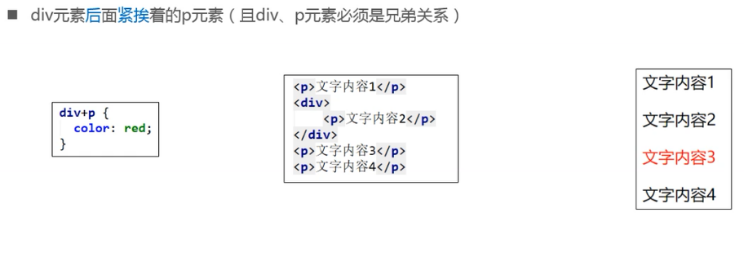 ■ div元素后面紧挨着的p元素（且div、p元素必须是兄弟关系）
div+p {
color: red;
}
<p>文字内容1</p>
<div>
<p>文字内容2</p>
</div>
<p>文字内容3</p>
<p>文字内容4</p>
文字内容1
文字内容2
文字内容3
文字内容4